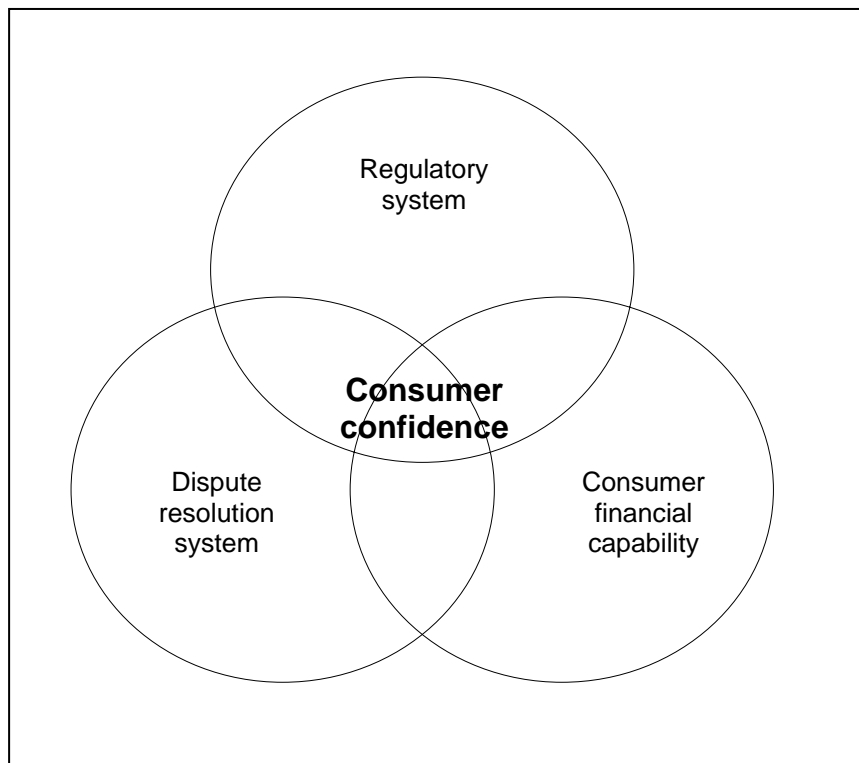 Regulatory
system
Consumer
confidence
Dispute
resolution
system
Consumer
financial
capability